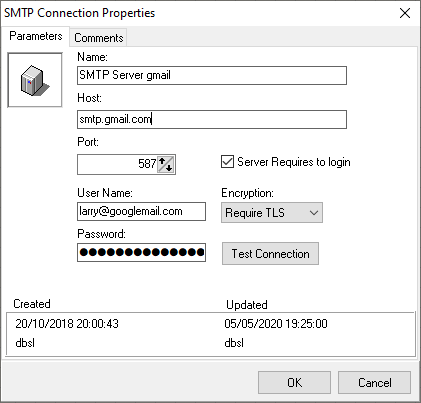 SMTP Connection Properties
Parameters
Comments
Name:
SMTP Server gmail
Host:
smtp.gmail.com
Port:
587
Server Requires to login
User Name:
Encryption:
larry@googlemail.com
Require TLS
Password:
●●●●●●●●●●●●●●
Test Connection
Created
Updated
20/10/2018 20:00:43
05/05/2020 19:25:00
dbsl
dbsl
OK
Cancel